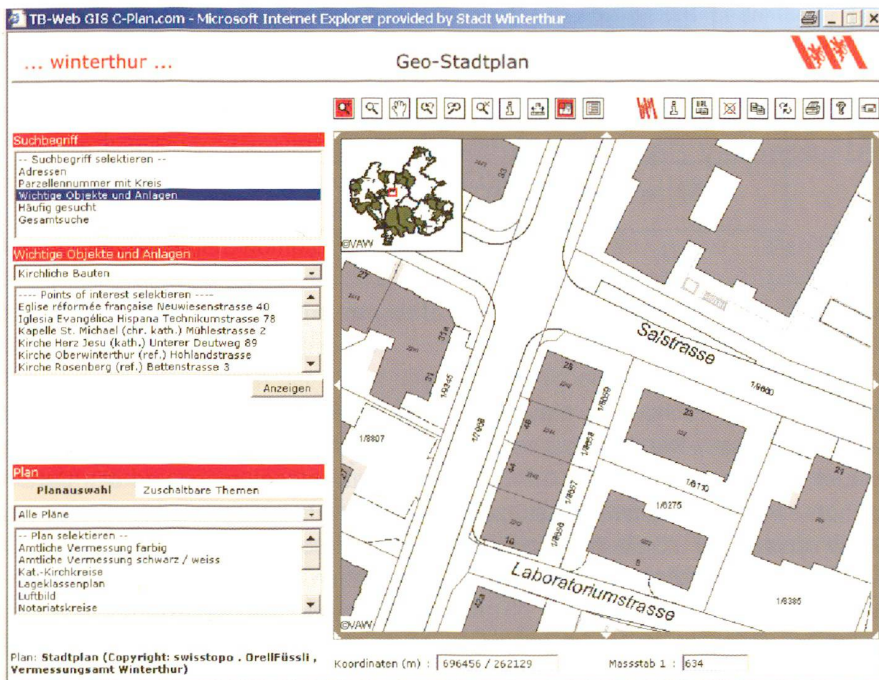 TB-Web GIS C-Plan.com - Microsoft Internet Explorer provided by Stadt Winterthur
... winterthur ...
Geo-Stadtplan
Suchbegriff
-- Suchbegriff selektieren --
Adressen
Parzellennummer mit Kreis
Wichtige Objekte und Anlagen
Häufig gesucht
Gesamtsuche
Wichtige Objekte und Anlagen
Kirchliche Bauten
---- Points of interest selektieren ----
Eglise réformée française Neuwiesenstrasse 40
Iglesia Evangélica Hispana Technikumstrasse 78
Kapelle St. Michael (chr. kath.) Mühlestrasse 2
Kirche Herz Jesu (kath.) Unterer Deutweg 89
Kirche Oberwinterthur (ref.) Hohlandstrasse
Kirche Rosenberg (ref.) Bettenstrasse 3
Anzeigen
Plan
Planauswahl Zuschaltbare Themen
Alle Pläne
-- Plan selektieren --
Amtliche Vermessung farbig
Amtliche Vermessung schwarz / weiss
Kat.-Kirchkreise
Lageklassenplan
Luftbild
Notariatskreise
Plan: Stadtplan (Copyright: swisstopo . OrellFüssli ,
Vermessungsamt Winterthur)
©VAW
Salstrasse
1/9345
1/8807
1/6275
1/8385
Laboratoriumstrasse
©VAW
Koordinaten (m) : 696456 / 262129
Massstab 1 : 634